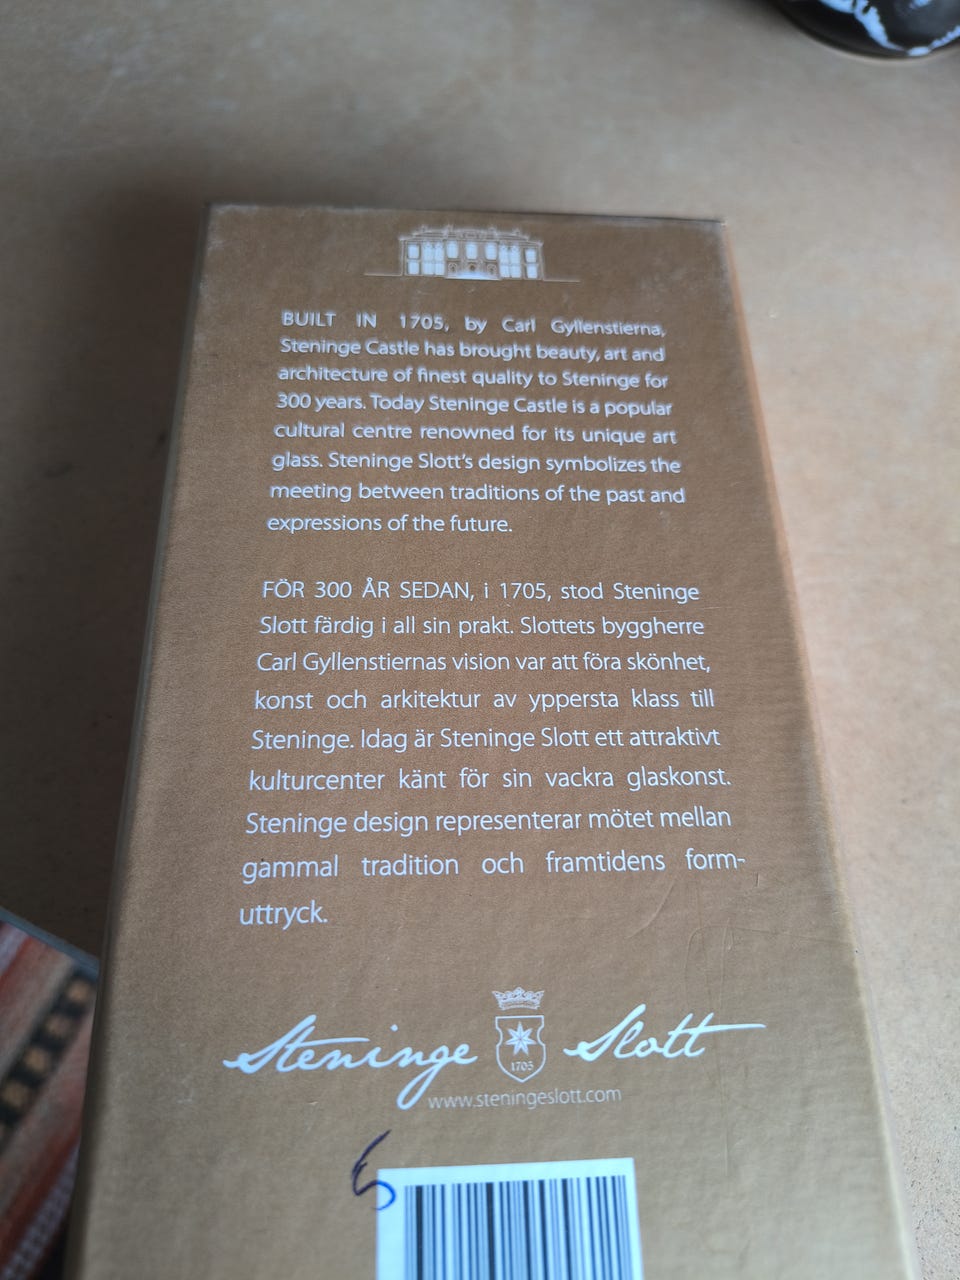 BUILT IN 1705, by Carl Gyllenstierna,
Steninge Castle has brought beauty, art and
architecture of finest quality to Steninge for
300 years. Today Steninge Castle is a popular
cultural centre renowned for its unique art
glass. Steninge Slott's design symbolizes the
meeting between traditions of the past and
expressions of the future.
FÖR 300 ÅR SEDAN, i 1705, stod Steninge
Slott färdig i all sin prakt. Slottets byggherre
Carl Gyllenstiernas vision var att föra skönhet,
konst och arkitektur av yppersta klass till
Steninge. Idag är Steninge Slott ett attraktivt
kulturcenter känt för sin vackra glaskonst.
Steninge design representerar mötet mellan
gammal tradition och framtidens form-
uttryck.
Steninge 1705 Slott
www.steningeslott.com